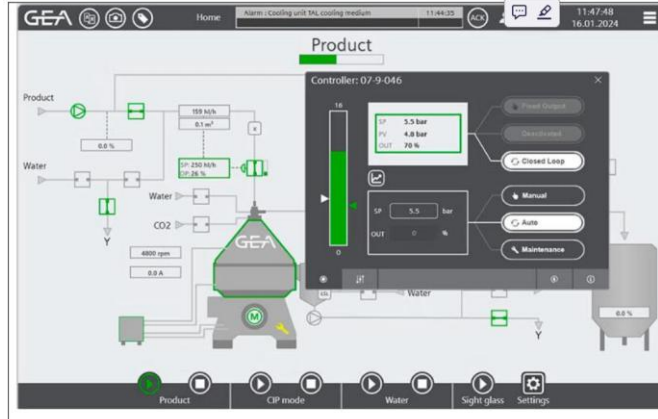 GEA
Home
Alarm : Cooling unit TAL cooling medium
11:44:35
ACK
11:47:48
16.01.2024
Product
Controller: 07-9-046
16
SP 5.5 bar
PV 4.8 bar
OUT 70 %
Fixed Output
Deactivated
Closed Loop
SP 5.5 bar
OUT 0 %
Manual
Auto
Maintenance
0
Product
159 hl/h
0.1 m³
0.0 %
X
Water
SP: 250 hl/h
OP: 26 %
Water
CO2
Y
GEA
4800 rpm
0.0 A
M
Water
Y
0.0 %
Product
CIP mode
Water
Sight glass
Settings